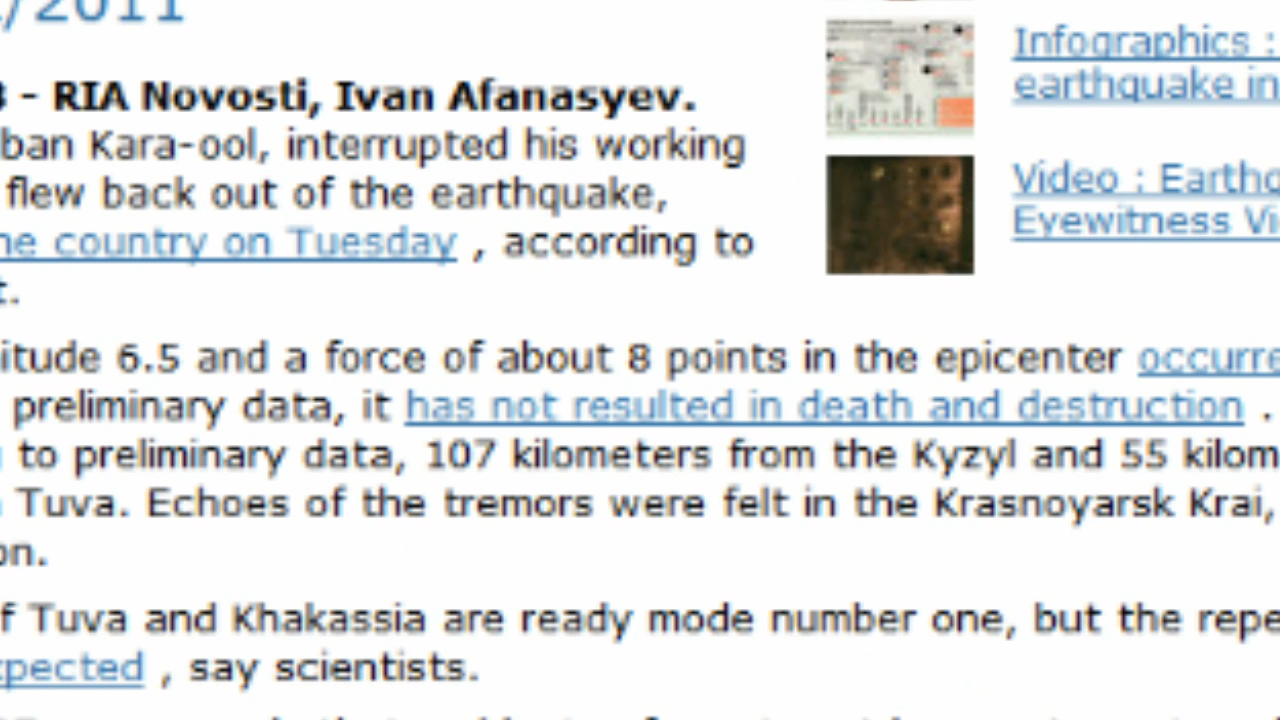 /2011
- RIA Novosti, Ivan Afanasyev.
ban Kara-ool, interrupted his working
flew back out of the earthquake,
he country on Tuesday , according to
t.
itude 6.5 and a force of about 8 points in the epicenter occurre
preliminary data, it has not resulted in death and destruction .
to preliminary data, 107 kilometers from the Kyzyl and 55 kilom
Tuva. Echoes of the tremors were felt in the Krasnoyarsk Krai,
on.
f Tuva and Khakassia are ready mode number one, but the repe
xpected , say scientists.
Infographics :
earthquake in
Video : Earthq
Eyewitness Vi